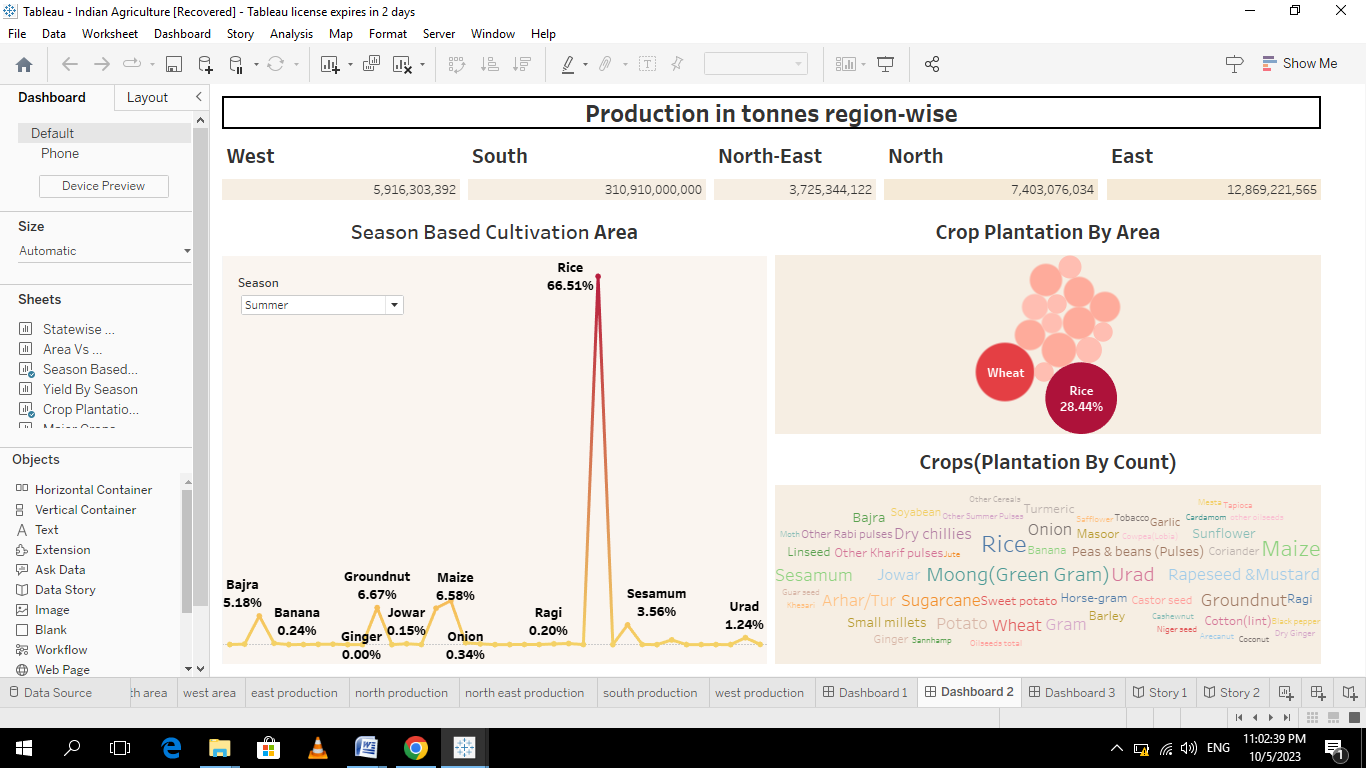 Tableau - Indian Agriculture [Recovered] - Tableau license expires in 2 days
File Data Worksheet Dashboard Story Analysis Map Format Server Window Help
Show Me
Dashboard Layout
Default
Phone
Device Preview
Size
Automatic
Sheets
Statewise ...
Area Vs ...
Season Based...
Yield By Season
Crop Plantatio...
Objects
Horizontal Container
Vertical Container
Text
Extension
Ask Data
Data Story
Image
Blank
Workflow
Web Page
Production in tonnes region-wise
West South North-East North East
5,916,303,392 310,910,000,000 3,725,344,122 7,403,076,034 12,869,221,565
Season Based Cultivation Area
Season
Summer
Rice
66.51%
Bajra
5.18%
Banana
0.24%
Groundnut
6.67%
Ginger
0.00%
Jowar
0.15%
Maize
6.58%
Onion
0.34%
Ragi
0.20%
Sesamum
3.56%
Urad
1.24%
Crop Plantation By Area
Wheat
Rice
28.44%
Crops(Plantation By Count)
Other Cereals
Mesta
Tapioca
Bajra
Soyabean
Other Summer Pulses
Turmeric
Safflower
Tobacco
Garlic
Cardamom
other oilseeds
Moth
Other Rabi pulses
Dry chillies
Onion
Masoor
Cowpea(Lobia)
Sunflower
Linseed
Other Kharif pulses
Jute
Rice
Banana
Peas & beans (Pulses)
Coriander
Maize
Sesamum
Jowar
Moong(Green Gram)
Urad
Rapeseed &Mustard
Guar seed
Khesari
Arhar/Tur
Sugarcane
Sweet potato
Horse-gram
Castor seed
Groundnut
Ragi
Small millets
Potato
Wheat
Gram
Barley
Cashewnut
Niger seed
Cotton(lint)
Black pepper
Ginger
Sannhamp
Oilseeds total
Arecanut
Coconut
Dry Ginger
Data Source th area west area east production north production north east production south production west production Dashboard 1 Dashboard 2 Dashboard 3 Story 1 Story 2
ENG
11:02:39 PM
10/5/2023
1